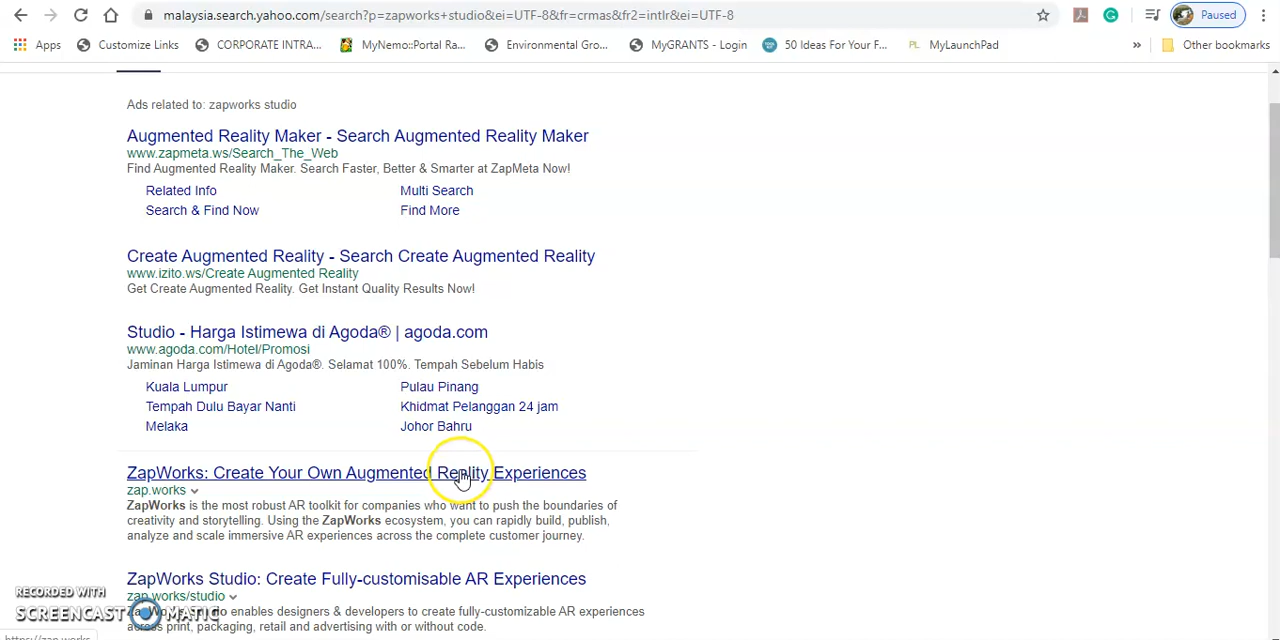 malaysia.search.yahoo.com/search?p=zapworks+studio&ei=UTF-8&fr=crmas&fr2=intlr&ei=UTF-8
Paused
Apps
Customize Links
CORPORATE INTRA...
MyNemo::Portal Ra...
Environmental Gro...
MyGRANTS - Login
50 Ideas For Your F...
PL MyLaunchPad
»
Other bookmarks
Ads related to: zapworks studio
Augmented Reality Maker - Search Augmented Reality Maker
www.zapmeta.ws/Search_The_Web
Find Augmented Reality Maker. Search Faster, Better & Smarter at ZapMeta Now!
Related Info
Multi Search
Search & Find Now
Find More
Create Augmented Reality - Search Create Augmented Reality
www.izito.ws/Create Augmented Reality
Get Create Augmented Reality. Get Instant Quality Results Now!
Studio - Harga Istimewa di Agoda® | agoda.com
www.agoda.com/Hotel/Promosi
Jaminan Harga Istimewa di Agoda®. Selamat 100%. Tempah Sebelum Habis
Kuala Lumpur
Pulau Pinang
Tempah Dulu Bayar Nanti
Khidmat Pelanggan 24 jam
Melaka
Johor Bahru
ZapWorks: Create Your Own Augmented Reality Experiences
zap.works
ZapWorks is the most robust AR toolkit for companies who want to push the boundaries of
creativity and storytelling. Using the ZapWorks ecosystem, you can rapidly build, publish,
analyze and scale immersive AR experiences across the complete customer journey.
ZapWorks Studio: Create Fully-customisable AR Experiences
zap.works/studio
ZapWorks Studio enables designers & developers to create fully-customizable AR experiences
across print, packaging, retail and advertising with or without code.
RECORDED WITH
SCREENCAST MATIC
https://zap.works